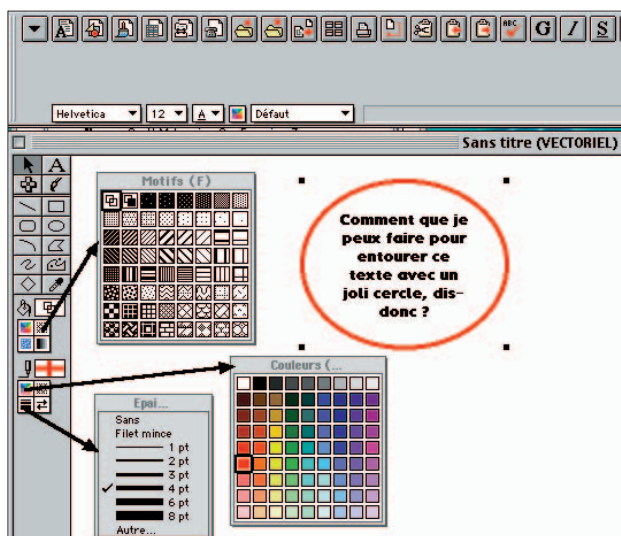 ABC
G I S
Helvetica 12 A Défaut
Sans titre (VECTORIEL)
A
Motifs (F)
Comment que je
peux faire pour
entourer ce
texte avec un
joli cercle, dis-
donc ?
Couleurs (...
Epai...
Sans
Filet mince
1 pt
2 pt
3 pt
4 pt
6 pt
8 pt
Autre...